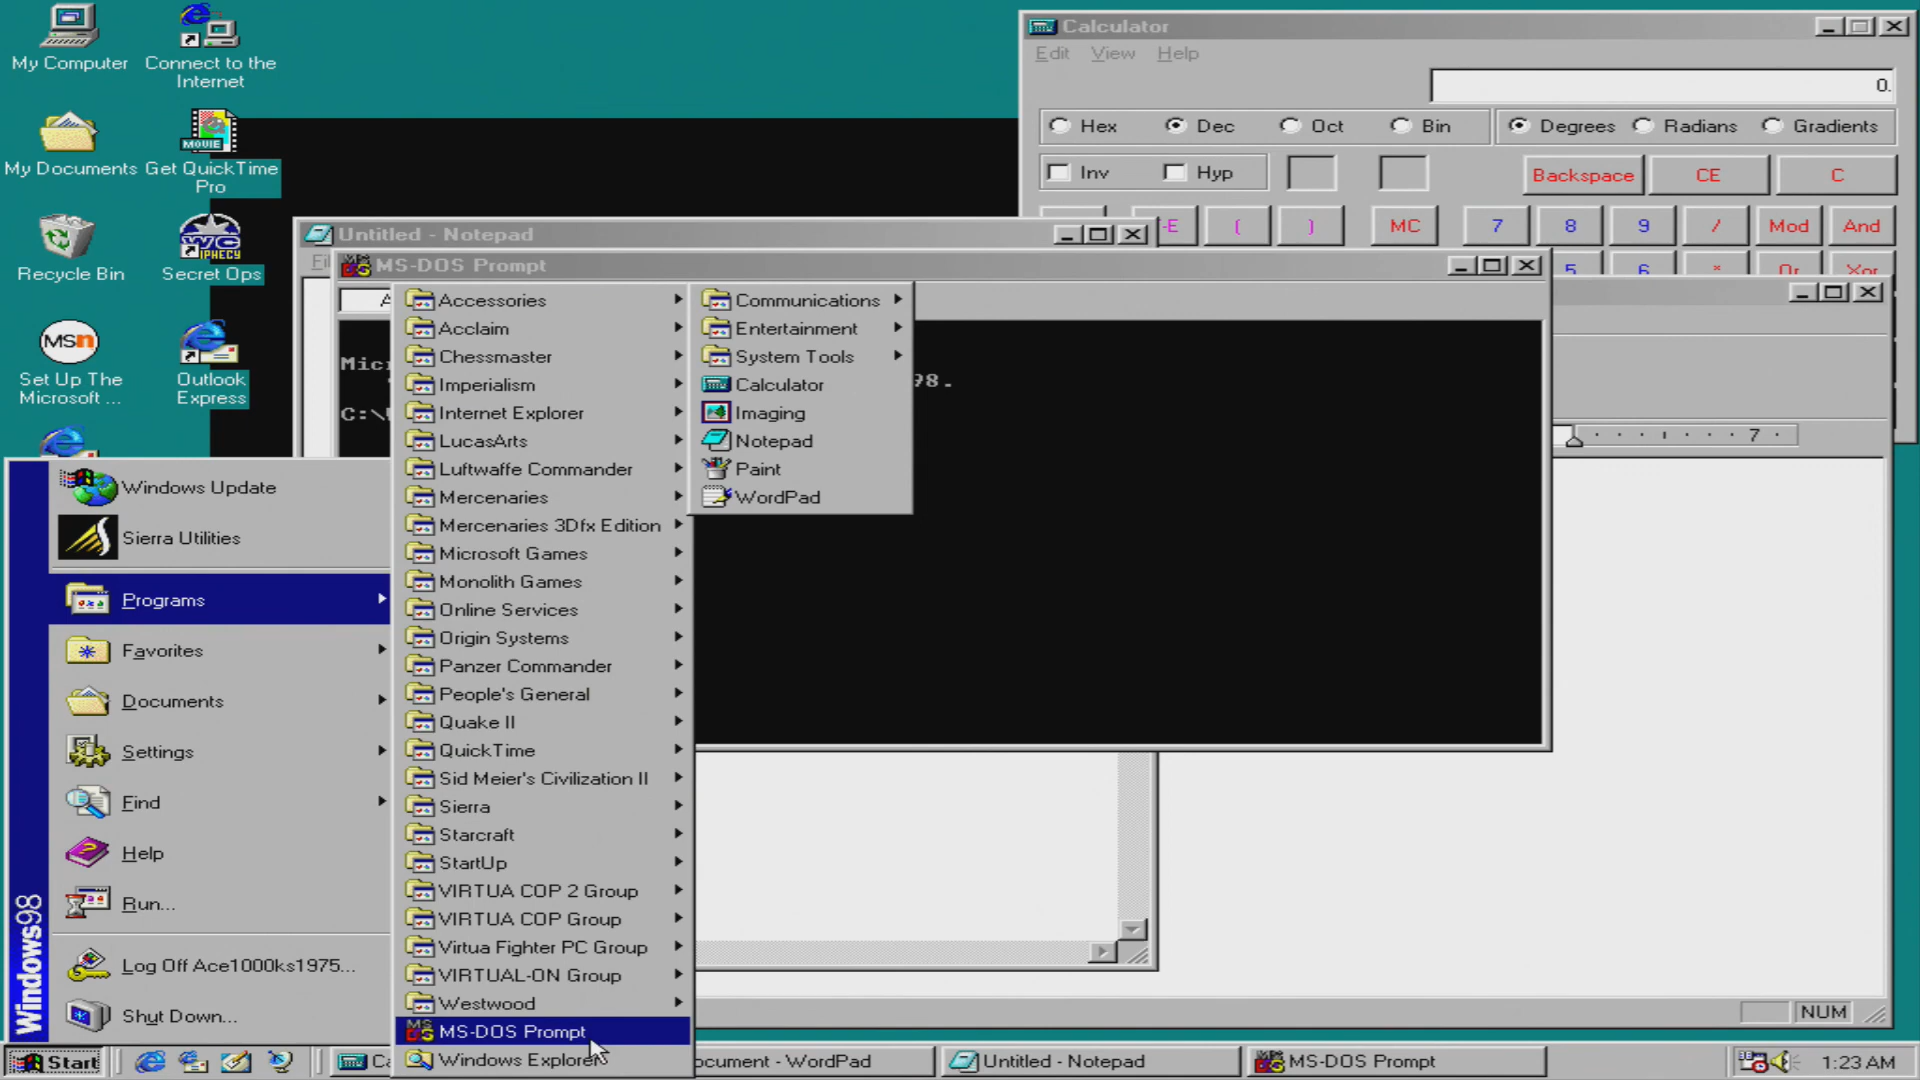 My Computer
Connect to the
Internet
My Documents
MOVIE
Get QuickTime
Pro
Recycle Bin
WC
Secret Ops
MSn
Set Up The
Microsoft ...
Outlook
Express
Calculator
Edit View Help
0.
Hex Dec Oct Bin
Degrees Radians Gradients
Inv Hyp
Backspace CE C
-E ( ) MC 7 8 9 / Mod And
5 6 * Or Xor
Untitled - Notepad
MS-DOS Prompt
98.
7
Windows Update
Sierra Utilities
Programs
Favorites
Documents
Settings
Find
Help
Run...
Log Off Ace1000ks1975...
Shut Down...
Windows98
Accessories
Acclaim
Chessmaster
Imperialism
Internet Explorer
LucasArts
Luftwaffe Commander
Mercenaries
Mercenaries 3Dfx Edition
Microsoft Games
Monolith Games
Online Services
Origin Systems
Panzer Commander
People's General
Quake II
QuickTime
Sid Meier's Civilization II
Sierra
Starcraft
StartUp
VIRTUA COP 2 Group
VIRTUA COP Group
Virtua Fighter PC Group
VIRTUAL-ON Group
Westwood
MS-DOS Prompt
Windows Explorer
Communications
Entertainment
System Tools
Calculator
Imaging
Notepad
Paint
WordPad
NUM
Start
ocument - WordPad
Untitled - Notepad
MS-DOS Prompt
1:23 AM